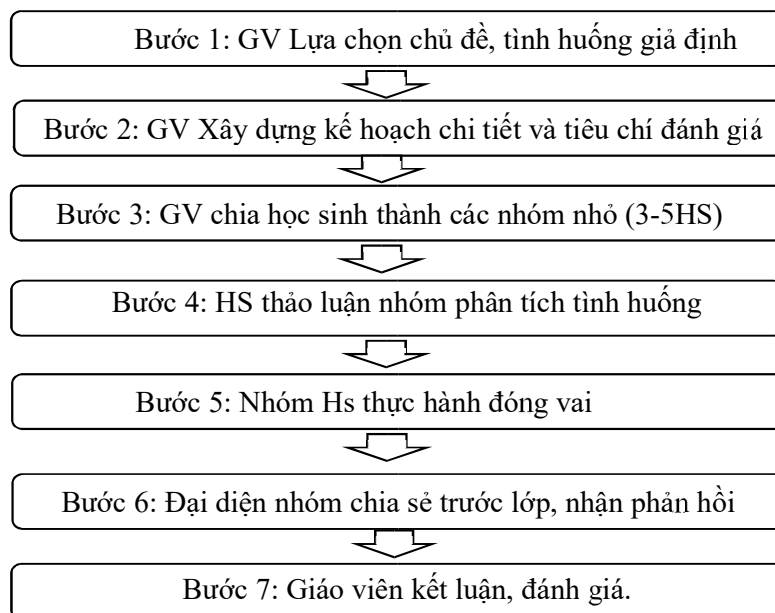 Bước 1: GV Lựa chọn chủ đề, tình huống giả định
Bước 2: GV Xây dựng kế hoạch chi tiết và tiêu chí đánh giá
Bước 3: GV chia học sinh thành các nhóm nhỏ (3-5HS)
Bước 4: HS thảo luận nhóm phân tích tình huống
Bước 5: Nhóm Hs thực hành đóng vai
Bước 6: Đại diện nhóm chia sẻ trước lớp, nhận phản hồi
Bước 7: Giáo viên kết luận, đánh giá.